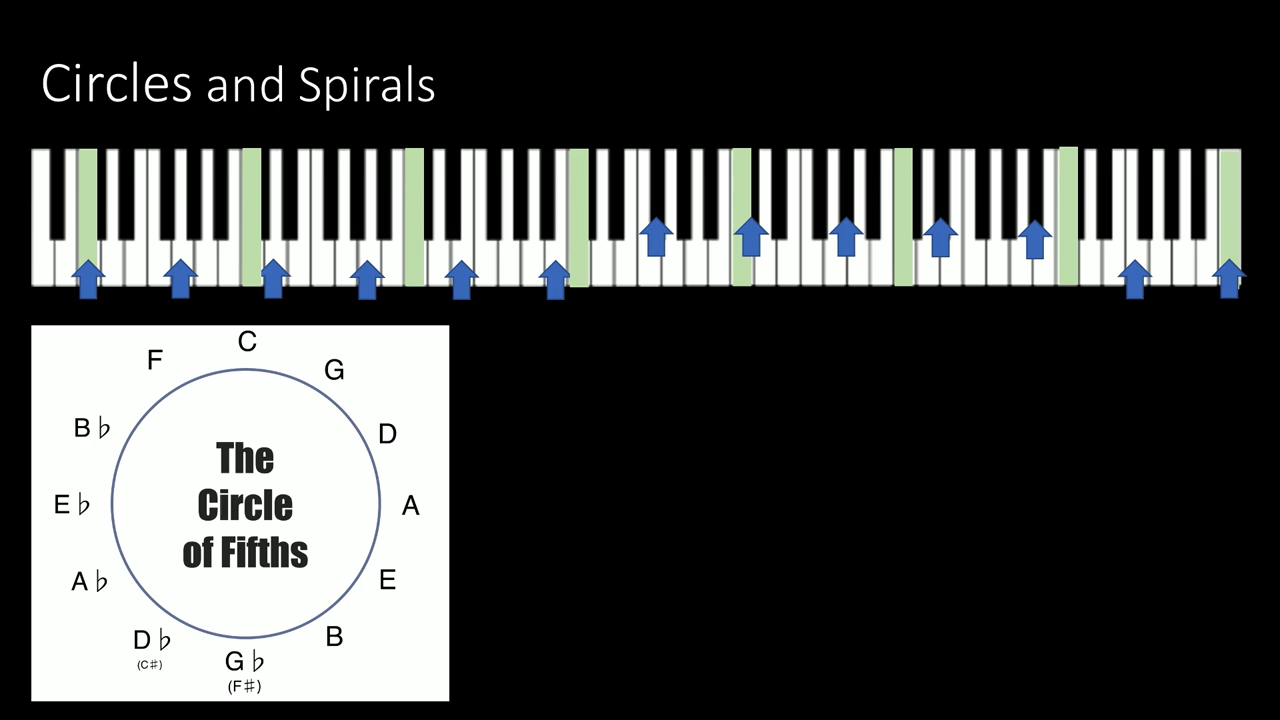 Circles and Spirals
C
F
G
B♭
D
The
Circle
of Fifths
E♭
A
A♭
E
D♭
(C♯)
B
G♭
(F♯)